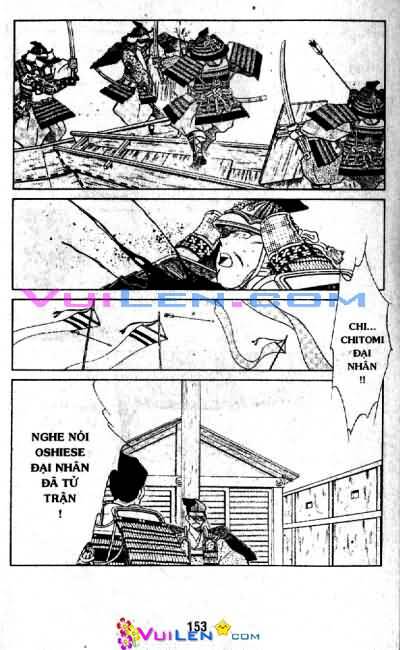 VuiLen.com
CHI...
CHITOMI
ĐẠI
NHÂN
!!
NGHE NÓI
OSHIESE
ĐẠI NHÂN
ĐÃ TỬ
TRẬN
!
153
VuiLen.com